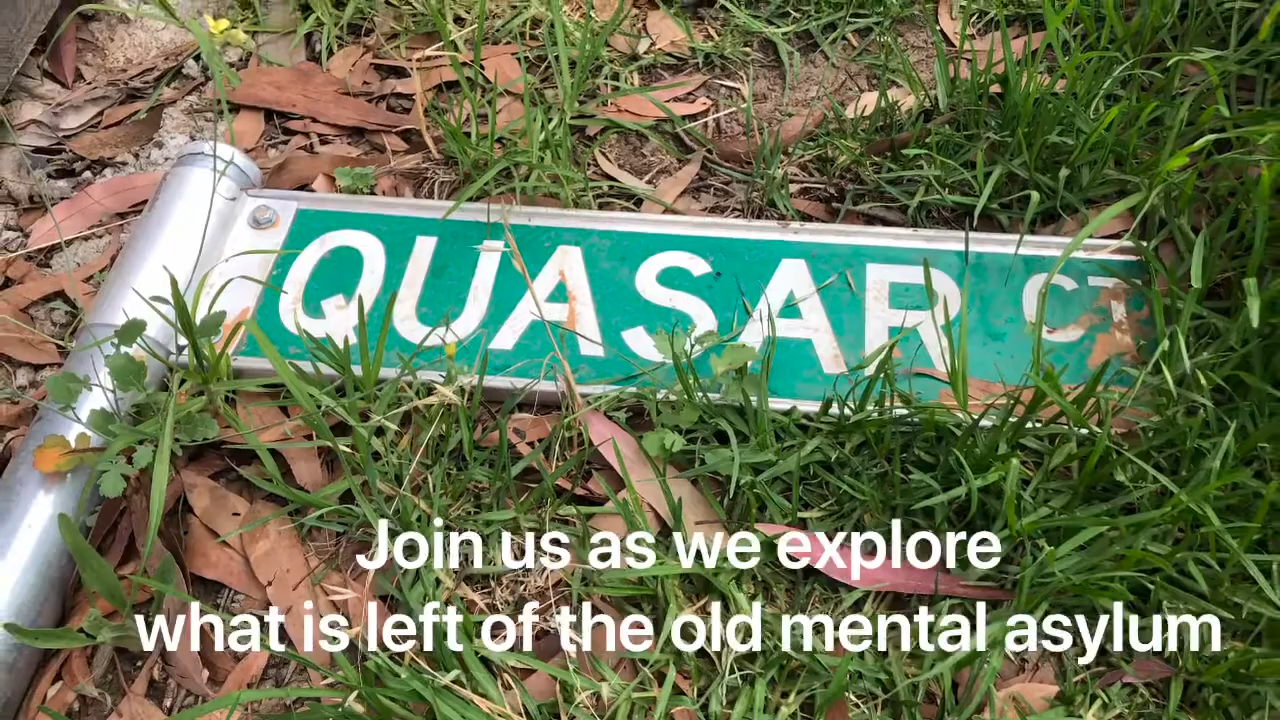 QUASAR CT
Join us as we explore
what is left of the old mental asylum